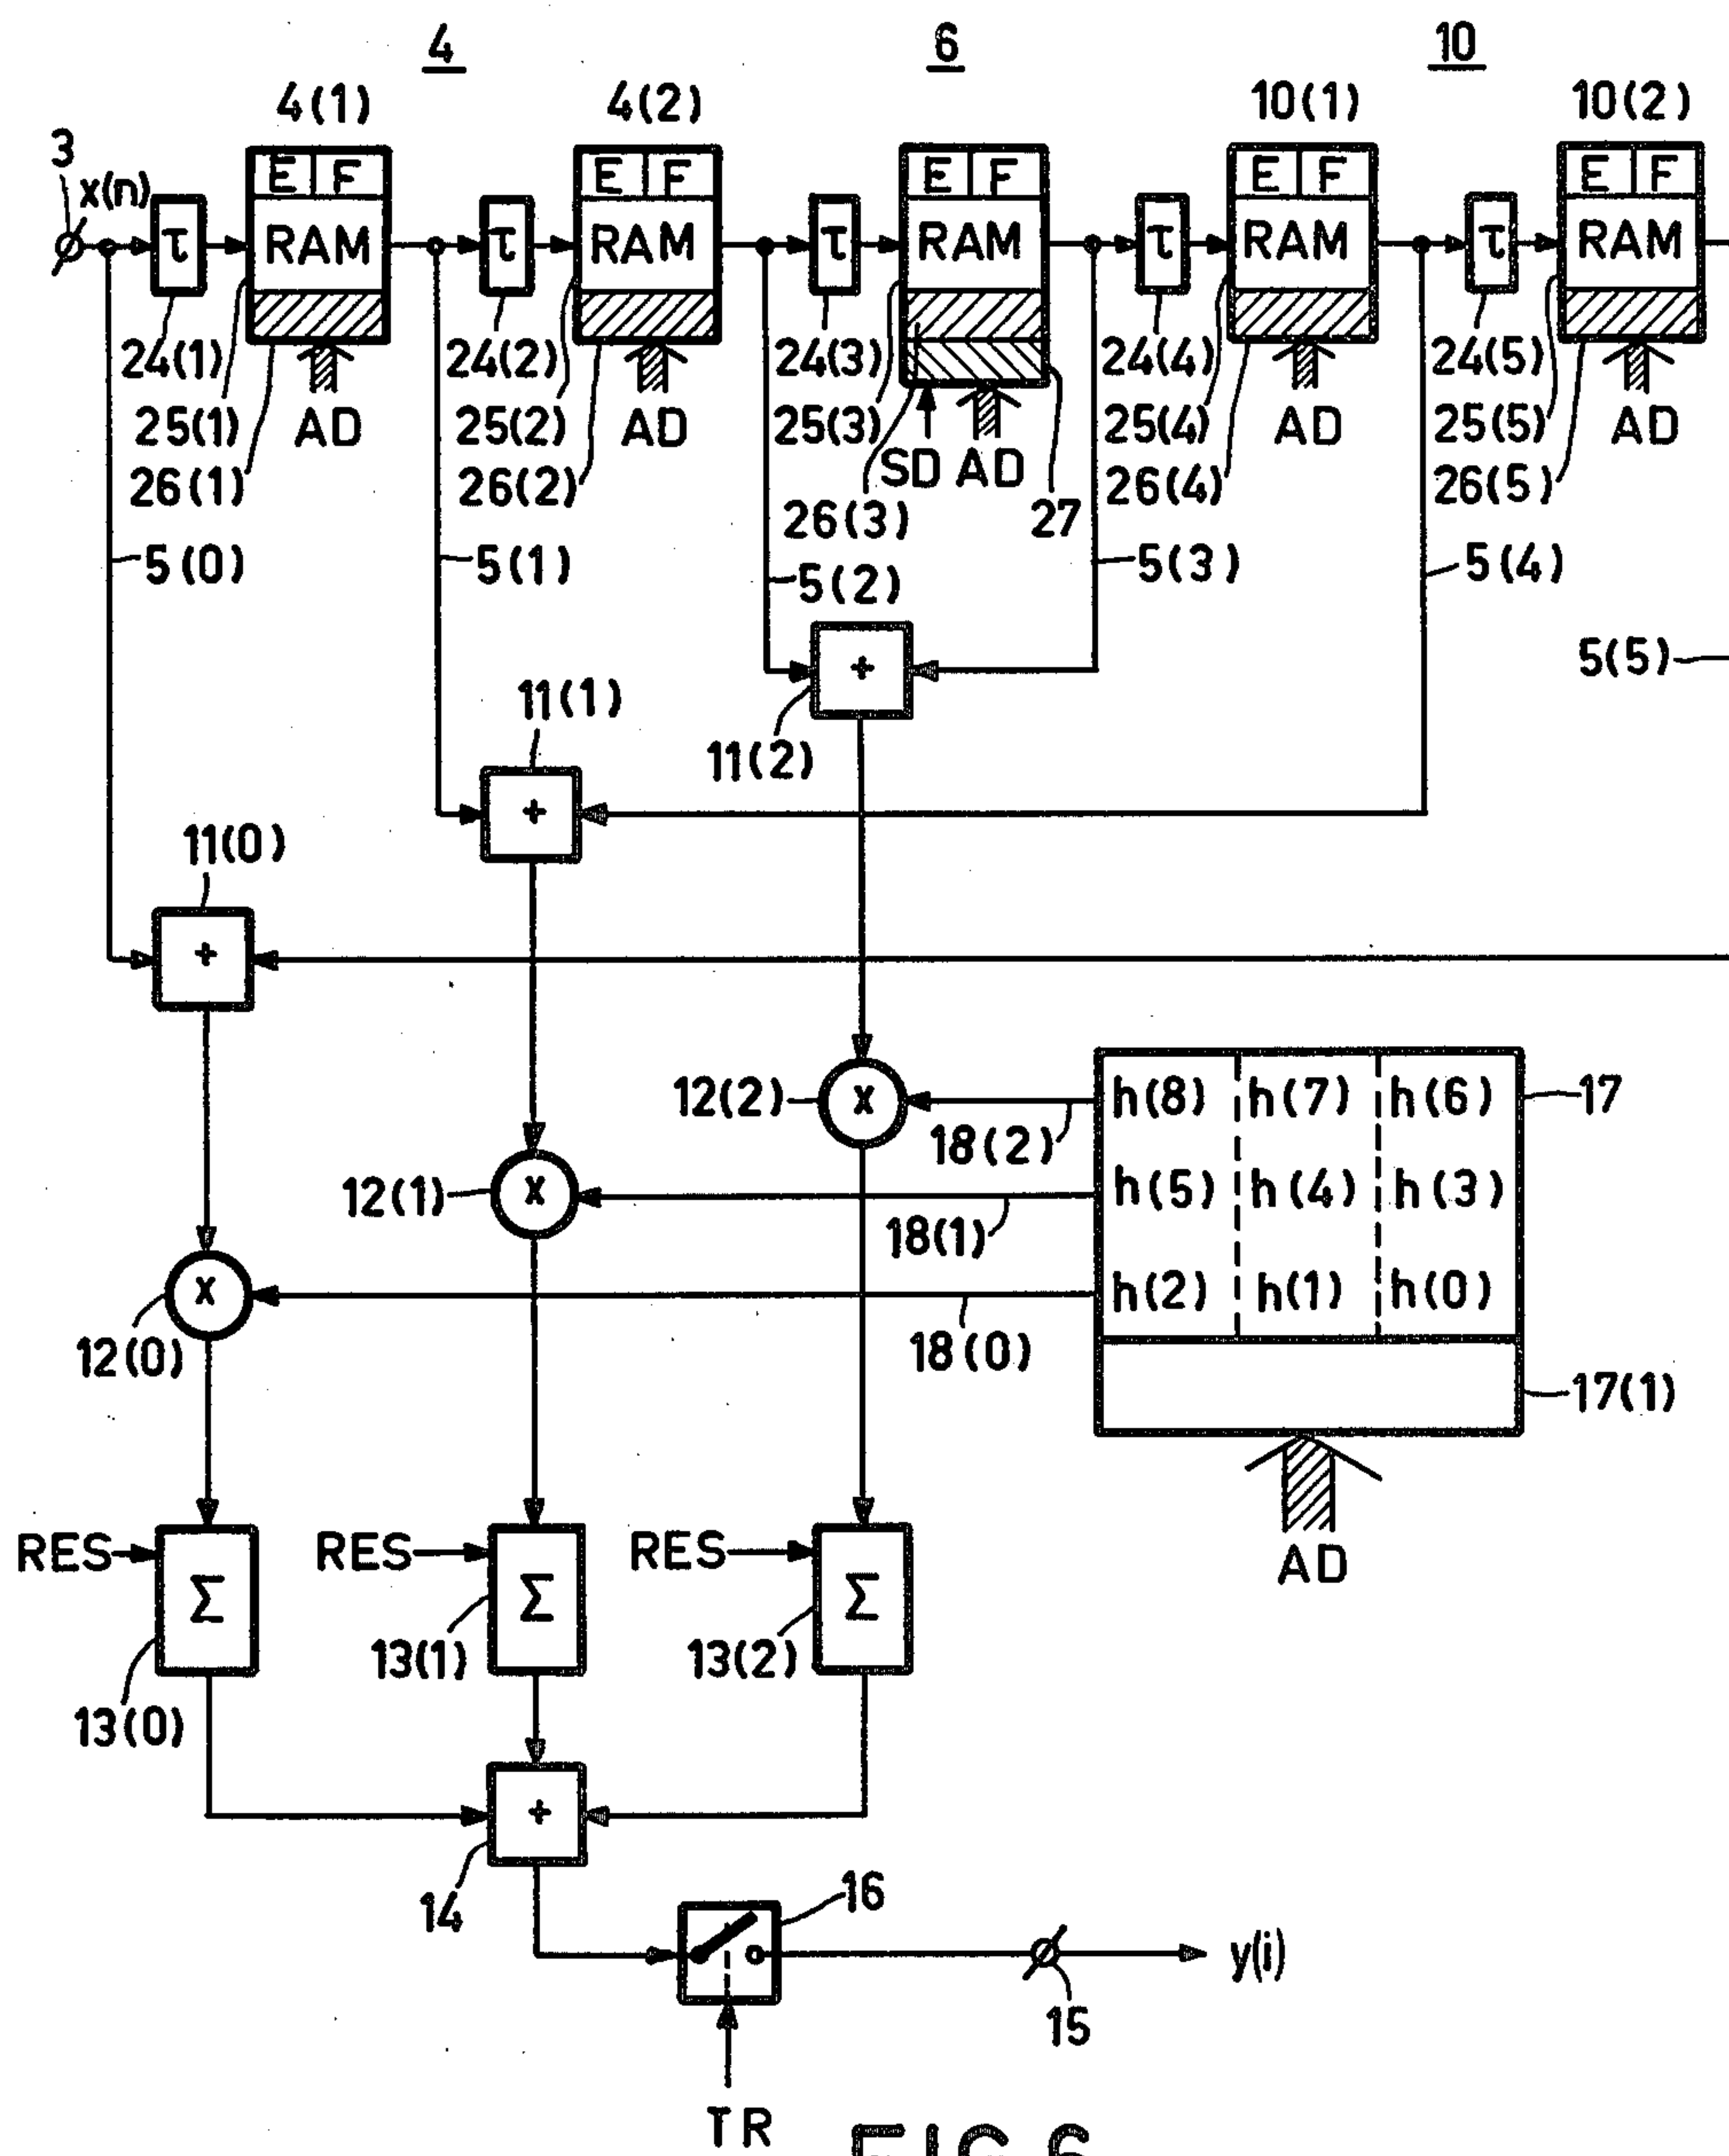 4 6 10
4(1) 4(2) 10(1) 10(2)
3
x(n)
E F E F E F E F E F
τ RAM τ RAM τ RAM τ RAM τ RAM
24(1) 24(2) 24(3) 24(4) 24(5)
25(1) AD 25(2) AD 25(3) 25(4) AD 25(5) AD
26(1) 26(2) SD AD 26(4) 26(5)
26(3) 27
5(0) 5(1) 5(2) 5(3) 5(4)
+ 5(5)
11(1)
11(2)
+
11(0)
+
12(2) x h(8) h(7) h(6) 17
18(2)
12(1) x h(5) h(4) h(3)
18(1)
x h(2) h(1) h(0)
12(0) 18(0)
17(1)
RES RES RES AD
Σ Σ Σ
13(1) 13(2)
13(0)
+
14 16
y(i)
15
TR
FIG.6